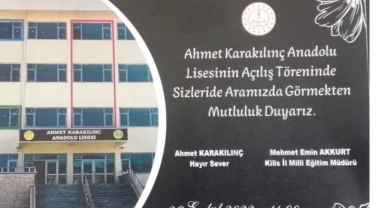 Ahmet Karakılınç Anadolu
Lisesinin Açılış Töreninde
Sizleride Aramızda Görmekten
Mutluluk Duyarız.
Ahmet KARAKILINÇ
Hayır Sever
Mehmet Emin AKKURT
Kilis İl Milli Eğitim Müdürü
AHMET KARAKILINÇ
ANADOLU LİSESİ